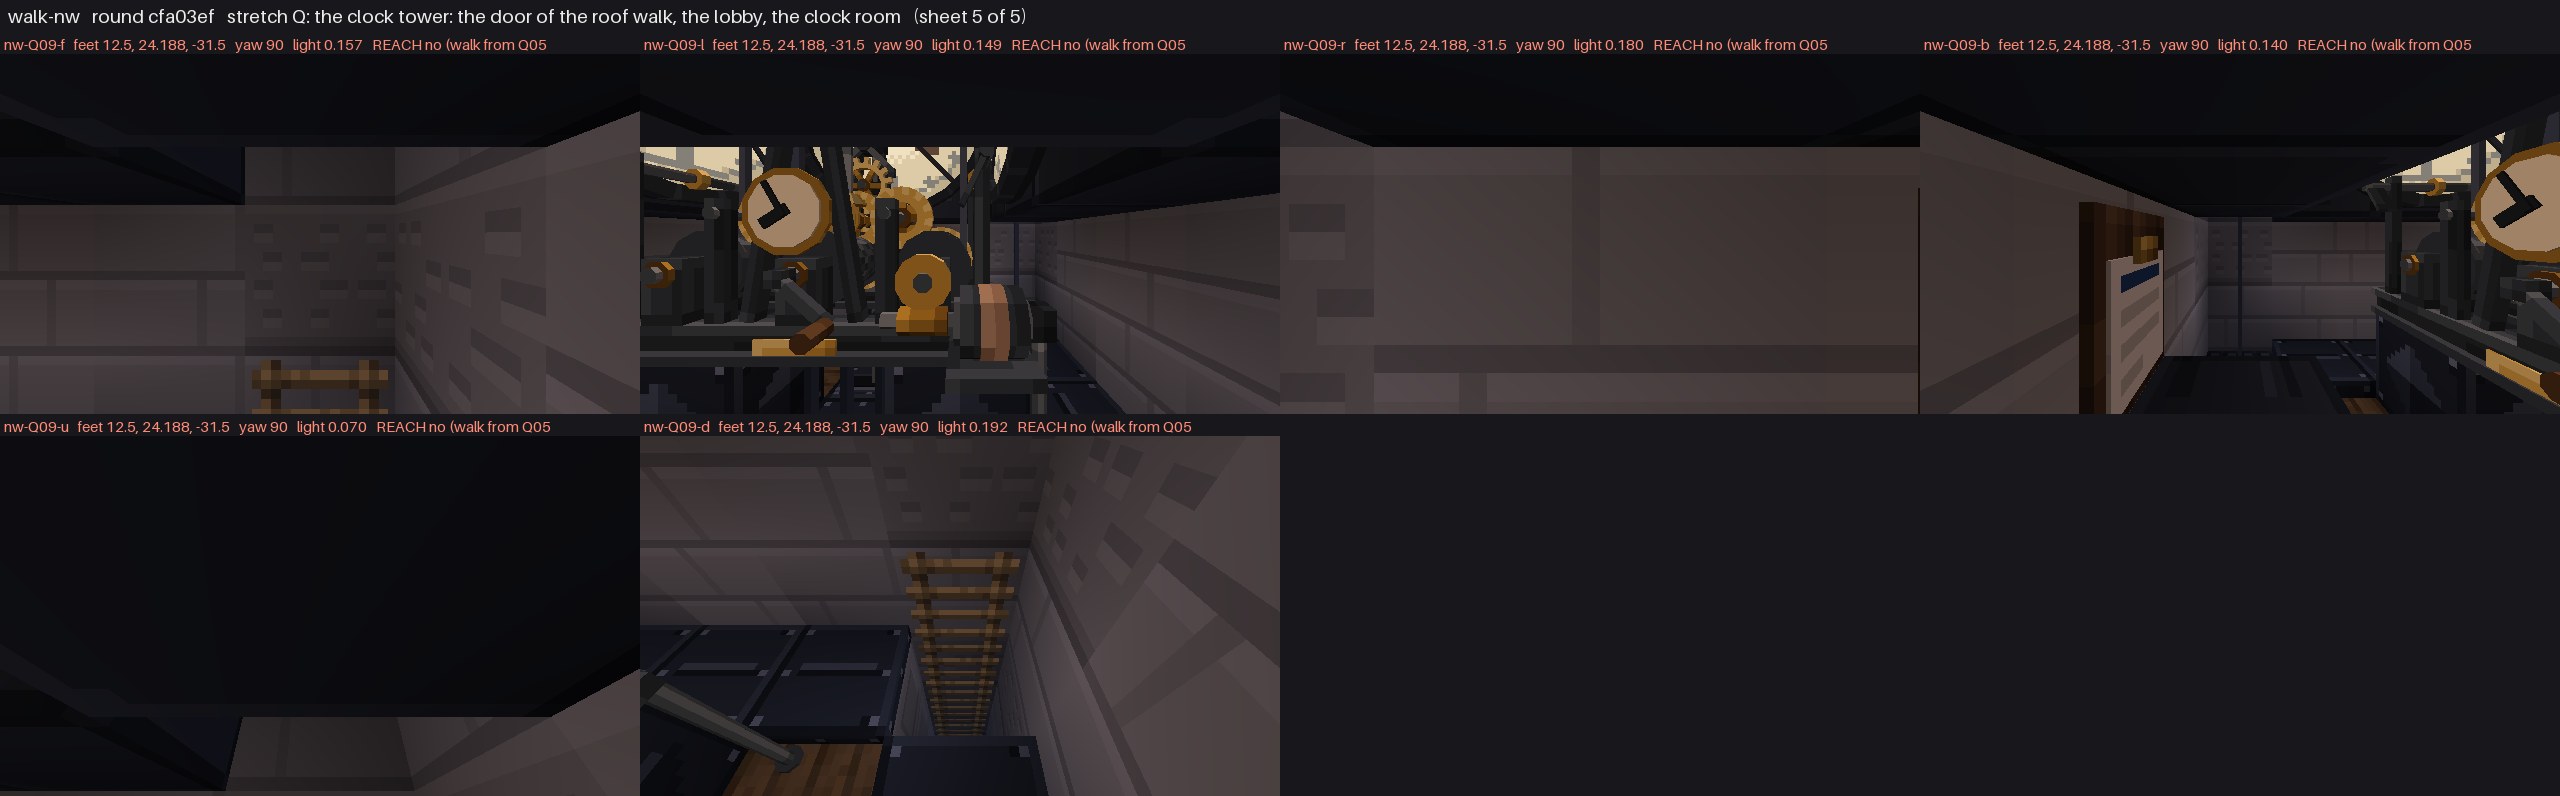 walk-nw round cfa03ef stretch Q: the clock tower: the door of the roof walk, the lobby, the clock room (sheet 5 of 5)
nw-Q09-f feet 12.5, 24.188, -31.5 yaw 90 light 0.157 REACH no (walk from Q05
nw-Q09-l feet 12.5, 24.188, -31.5 yaw 90 light 0.149 REACH no (walk from Q05
nw-Q09-r feet 12.5, 24.188, -31.5 yaw 90 light 0.180 REACH no (walk from Q05
nw-Q09-b feet 12.5, 24.188, -31.5 yaw 90 light 0.140 REACH no (walk from Q05
nw-Q09-u feet 12.5, 24.188, -31.5 yaw 90 light 0.070 REACH no (walk from Q05
nw-Q09-d feet 12.5, 24.188, -31.5 yaw 90 light 0.192 REACH no (walk from Q05